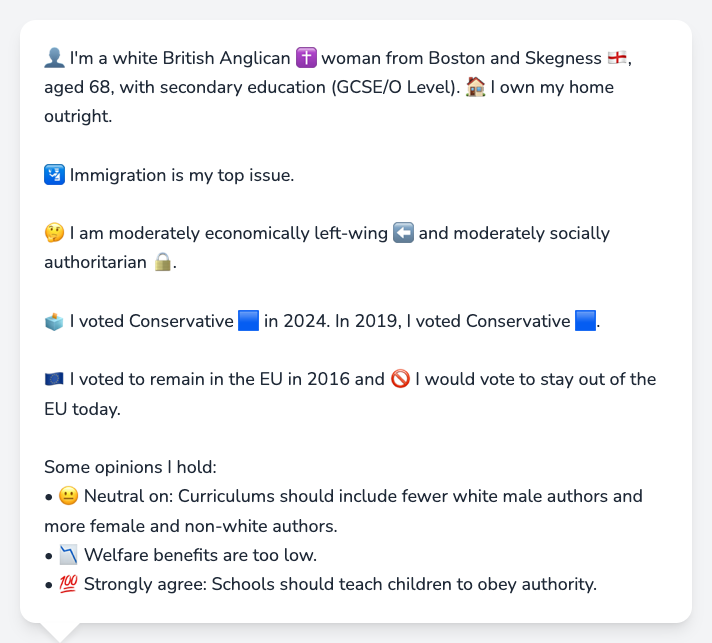 👤 I'm a white British Anglican ✝️ woman from Boston and Skegness 🏴󠁧󠁢󠁥󠁮󠁧󠁿,
aged 68, with secondary education (GCSE/O Level). 🏠 I own my home
outright.
🛂 Immigration is my top issue.
🤔 I am moderately economically left-wing ⬅️ and moderately socially
authoritarian 🔒.
🗳️ I voted Conservative 🟦 in 2024. In 2019, I voted Conservative 🟦.
🇪🇺 I voted to remain in the EU in 2016 and 🚫 I would vote to stay out of the
EU today.
Some opinions I hold:
• 😐 Neutral on: Curriculums should include fewer white male authors and
more female and non-white authors.
• 📉 Welfare benefits are too low.
• 💯 Strongly agree: Schools should teach children to obey authority.